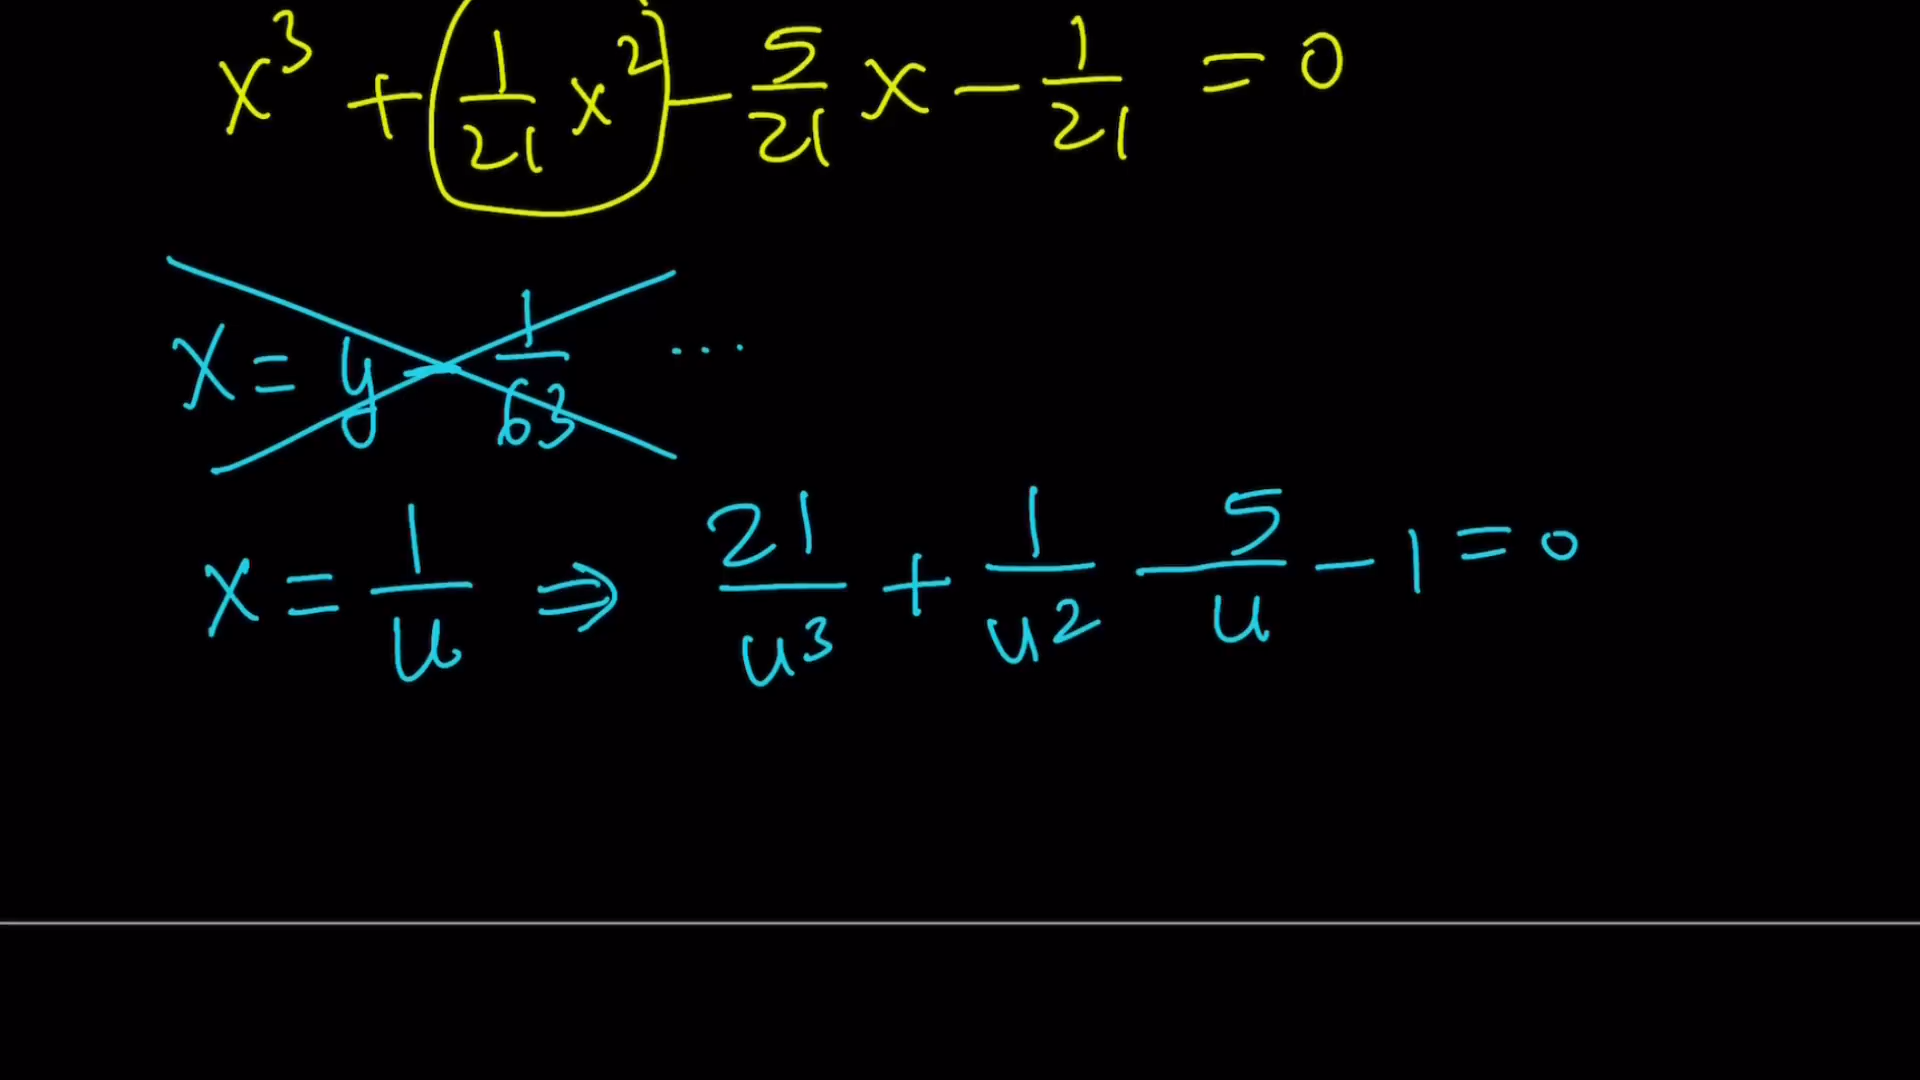 x³ + (1/21 x²) - 5/21 x - 1/21 = 0
x = y - 1/63 ...
x = 1/u ⇒ 21/u³ + 1/u² - 5/u - 1 = 0